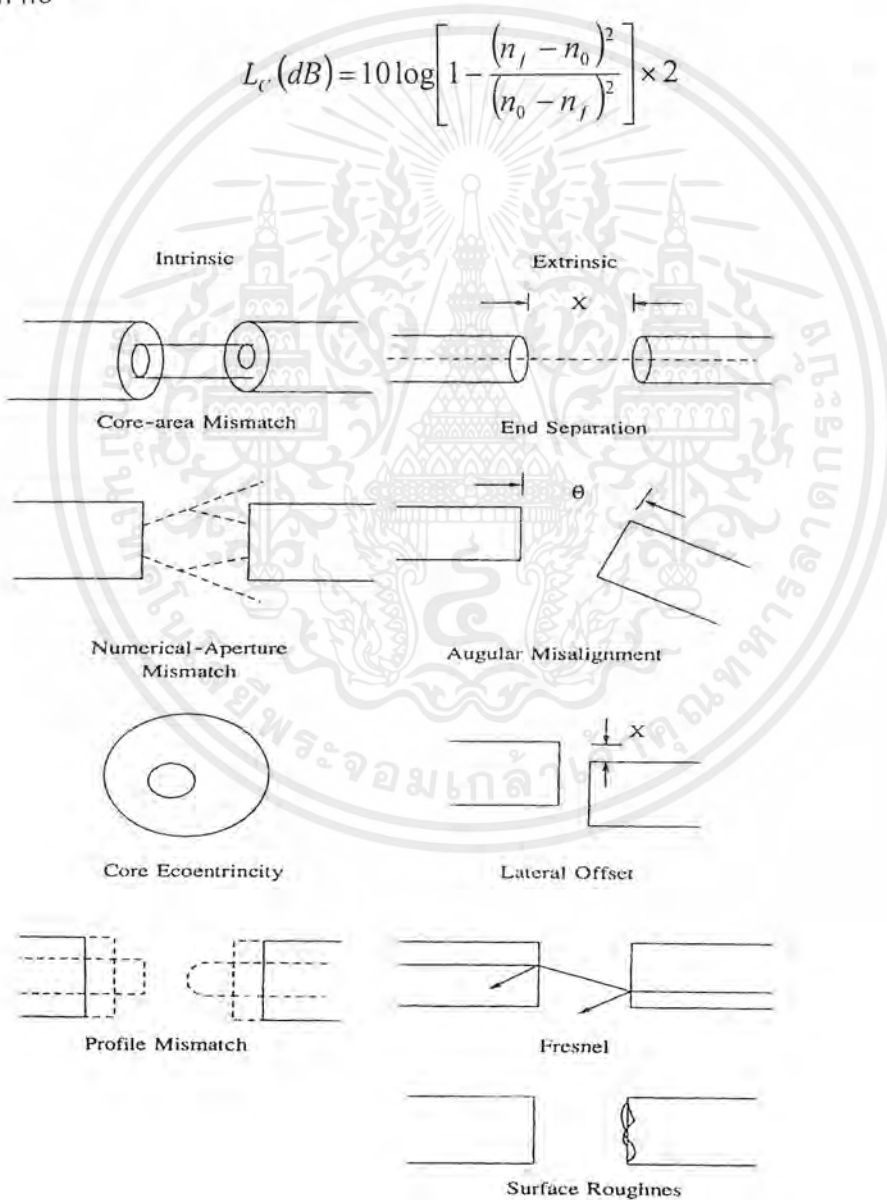 L_c (dB) = 10 log [ 1 - (n_f - n_0)^2 / (n_0 - n_f)^2 ] × 2
Intrinsic
Extrinsic
X
Core-area Mismatch
End Separation
θ
Numerical-Aperture
Mismatch
Augular Misalignment
X
Core Ecoentrincity
Lateral Offset
Profile Mismatch
Fresnel
Surface Roughnes